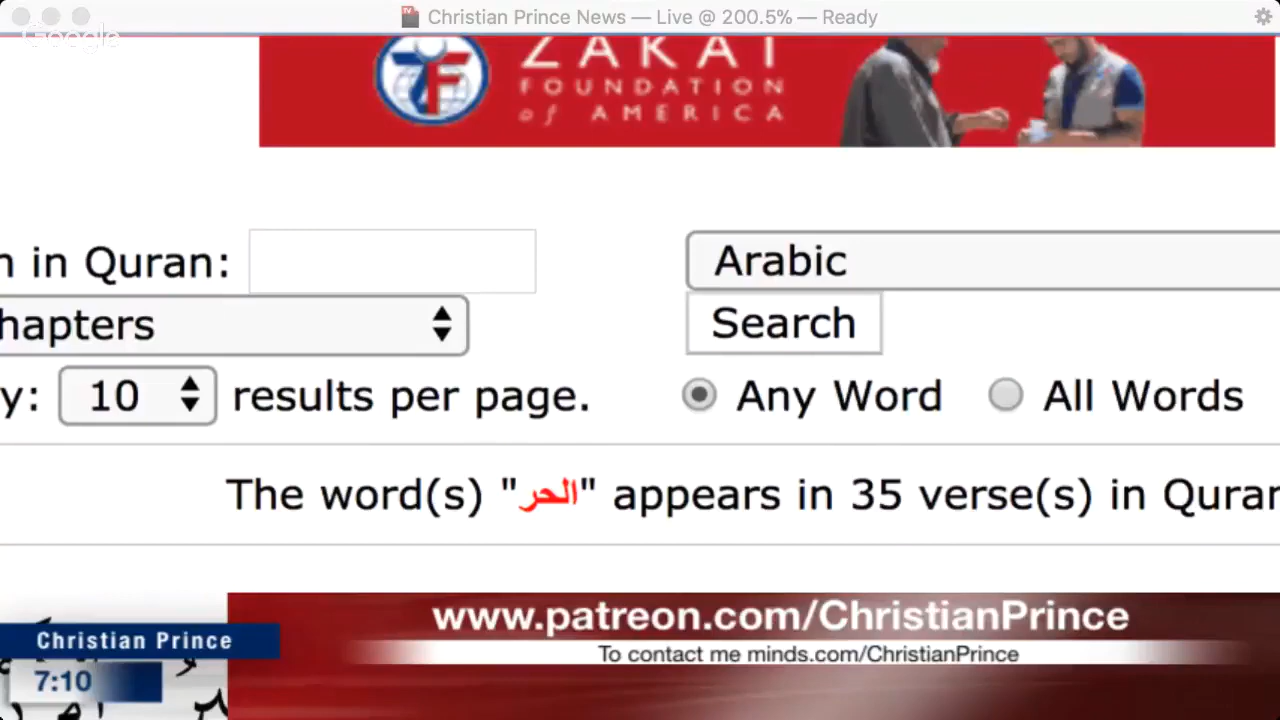 Christian Prince News — Live @ 200.5% — Ready
Google
ZAKAT
FOUNDATION
of AMERICA
n in Quran:
Arabic
hapters
Search
y: 10 results per page.
Any Word All Words
The word(s) "الحر" appears in 35 verse(s) in Quran
www.patreon.com/ChristianPrince
To contact me minds.com/ChristianPrince
Christian Prince
7:10